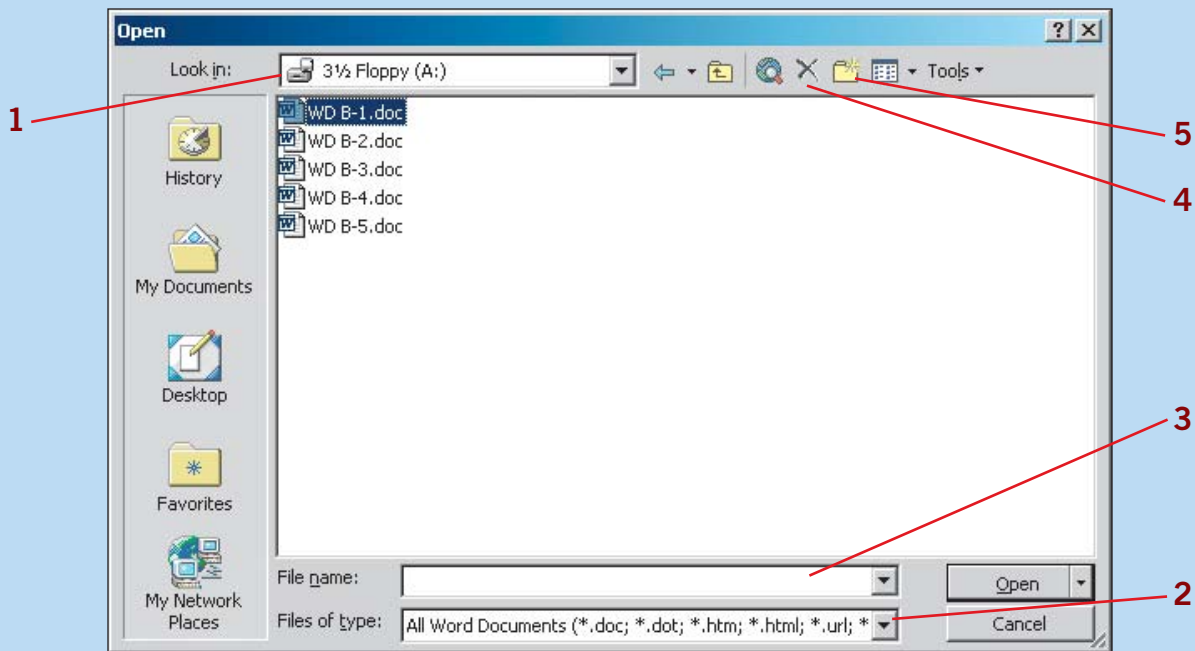 Open
Look in:
3½ Floppy (A:)
Tools
1
WD B-1.doc
WD B-2.doc
WD B-3.doc
WD B-4.doc
WD B-5.doc
History
My Documents
Desktop
Favorites
My Network
Places
5
4
3
File name:
Open
2
Files of type:
All Word Documents (*.doc; *.dot; *.htm; *.html; *.url; *
Cancel